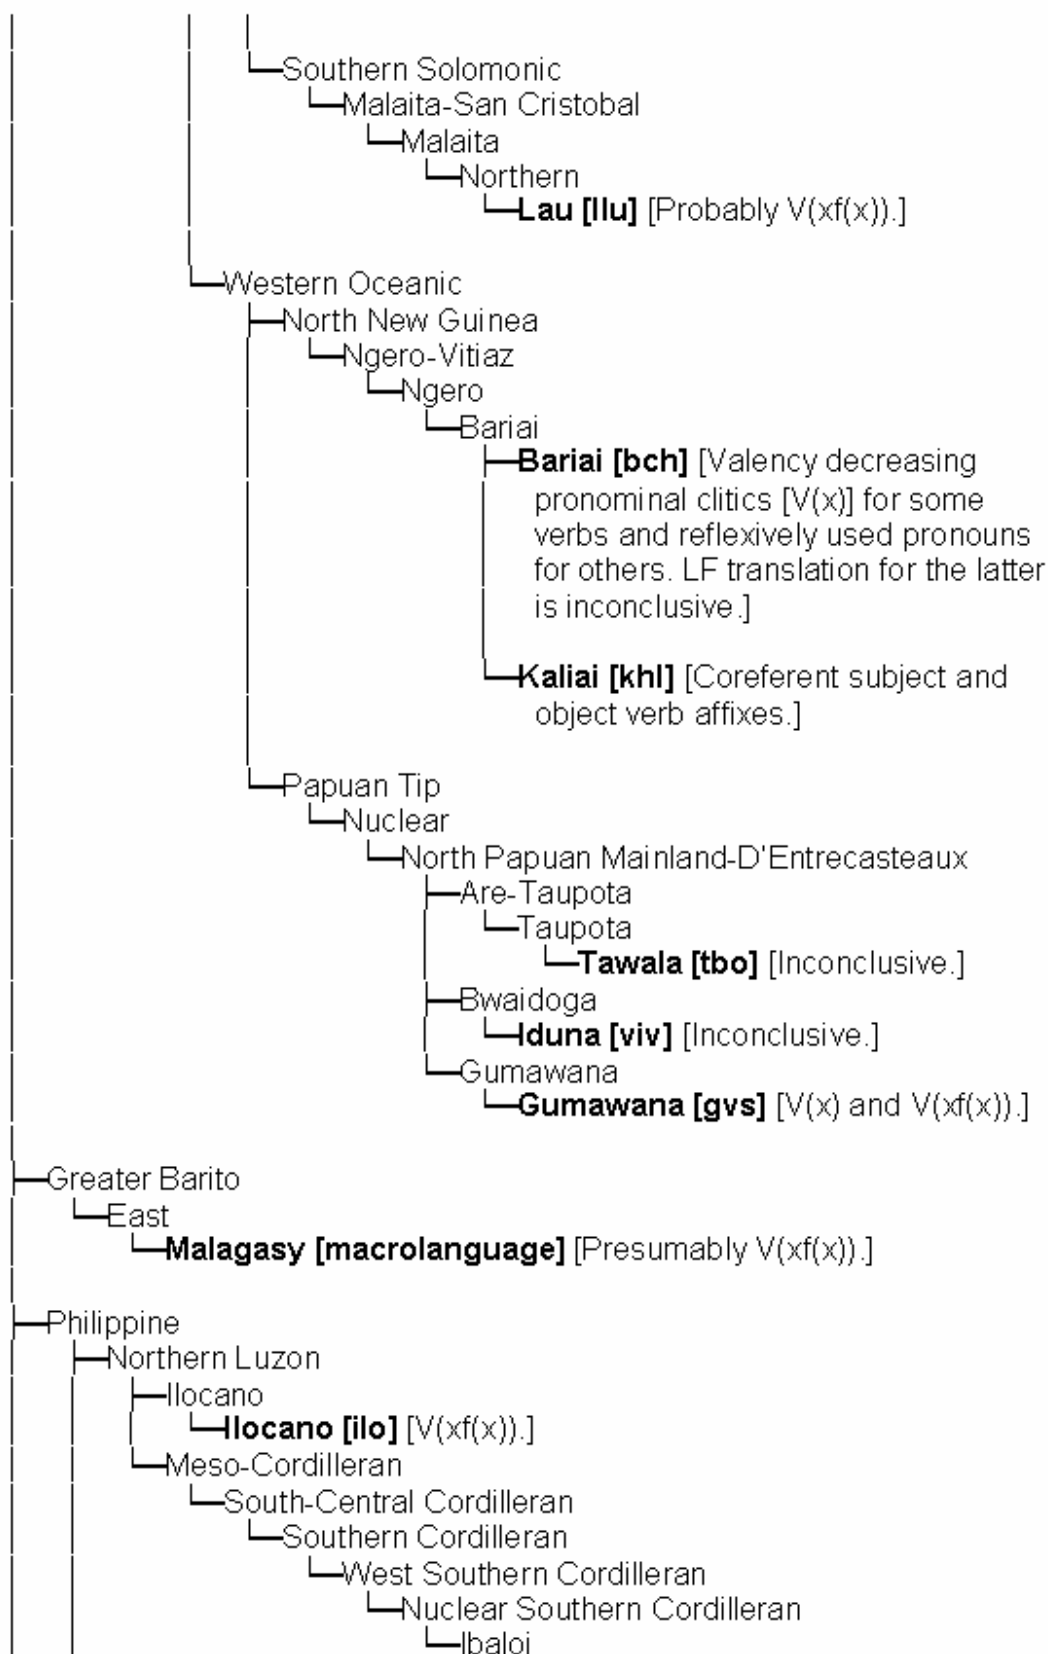 Southern Solomonic
Malaita-San Cristobal
Malaita
Northern
Lau [llu] [Probably V(xf(x)).]
Western Oceanic
North New Guinea
Ngero-Vitiaz
Ngero
Bariai
Bariai [bch] [Valency decreasing
pronominal clitics [V(x)] for some
verbs and reflexively used pronouns
for others. LF translation for the latter
is inconclusive.]
Kaliai [khl] [Coreferent subject and
object verb affixes.]
Papuan Tip
Nuclear
North Papuan Mainland-D'Entrecasteaux
Are-Taupota
Taupota
Tawala [tbo] [Inconclusive.]
Bwaidoga
Iduna [viv] [Inconclusive.]
Gumawana
Gumawana [gvs] [V(x) and V(xf(x)).]
Greater Barito
East
Malagasy [macrolanguage] [Presumably V(xf(x)).]
Philippine
Northern Luzon
Ilocano
Ilocano [ilo] [V(xf(x)).]
Meso-Cordilleran
South-Central Cordilleran
Southern Cordilleran
West Southern Cordilleran
Nuclear Southern Cordilleran
Ibaloi